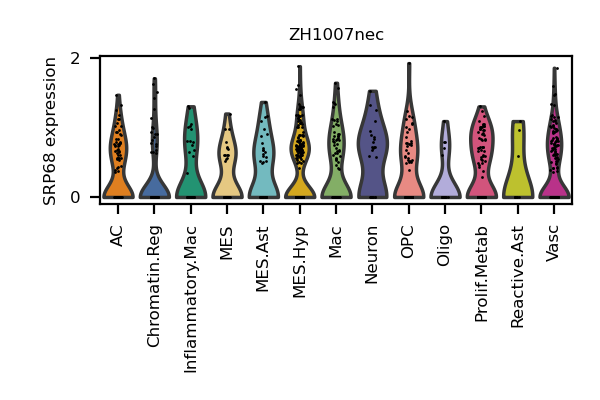 ZH1007nec
SRP68 expression
2
0
AC
Chromatin.Reg
Inflammatory.Mac
MES
MES.Ast
MES.Hyp
Mac
Neuron
OPC
Oligo
Prolif.Metab
Reactive.Ast
Vasc